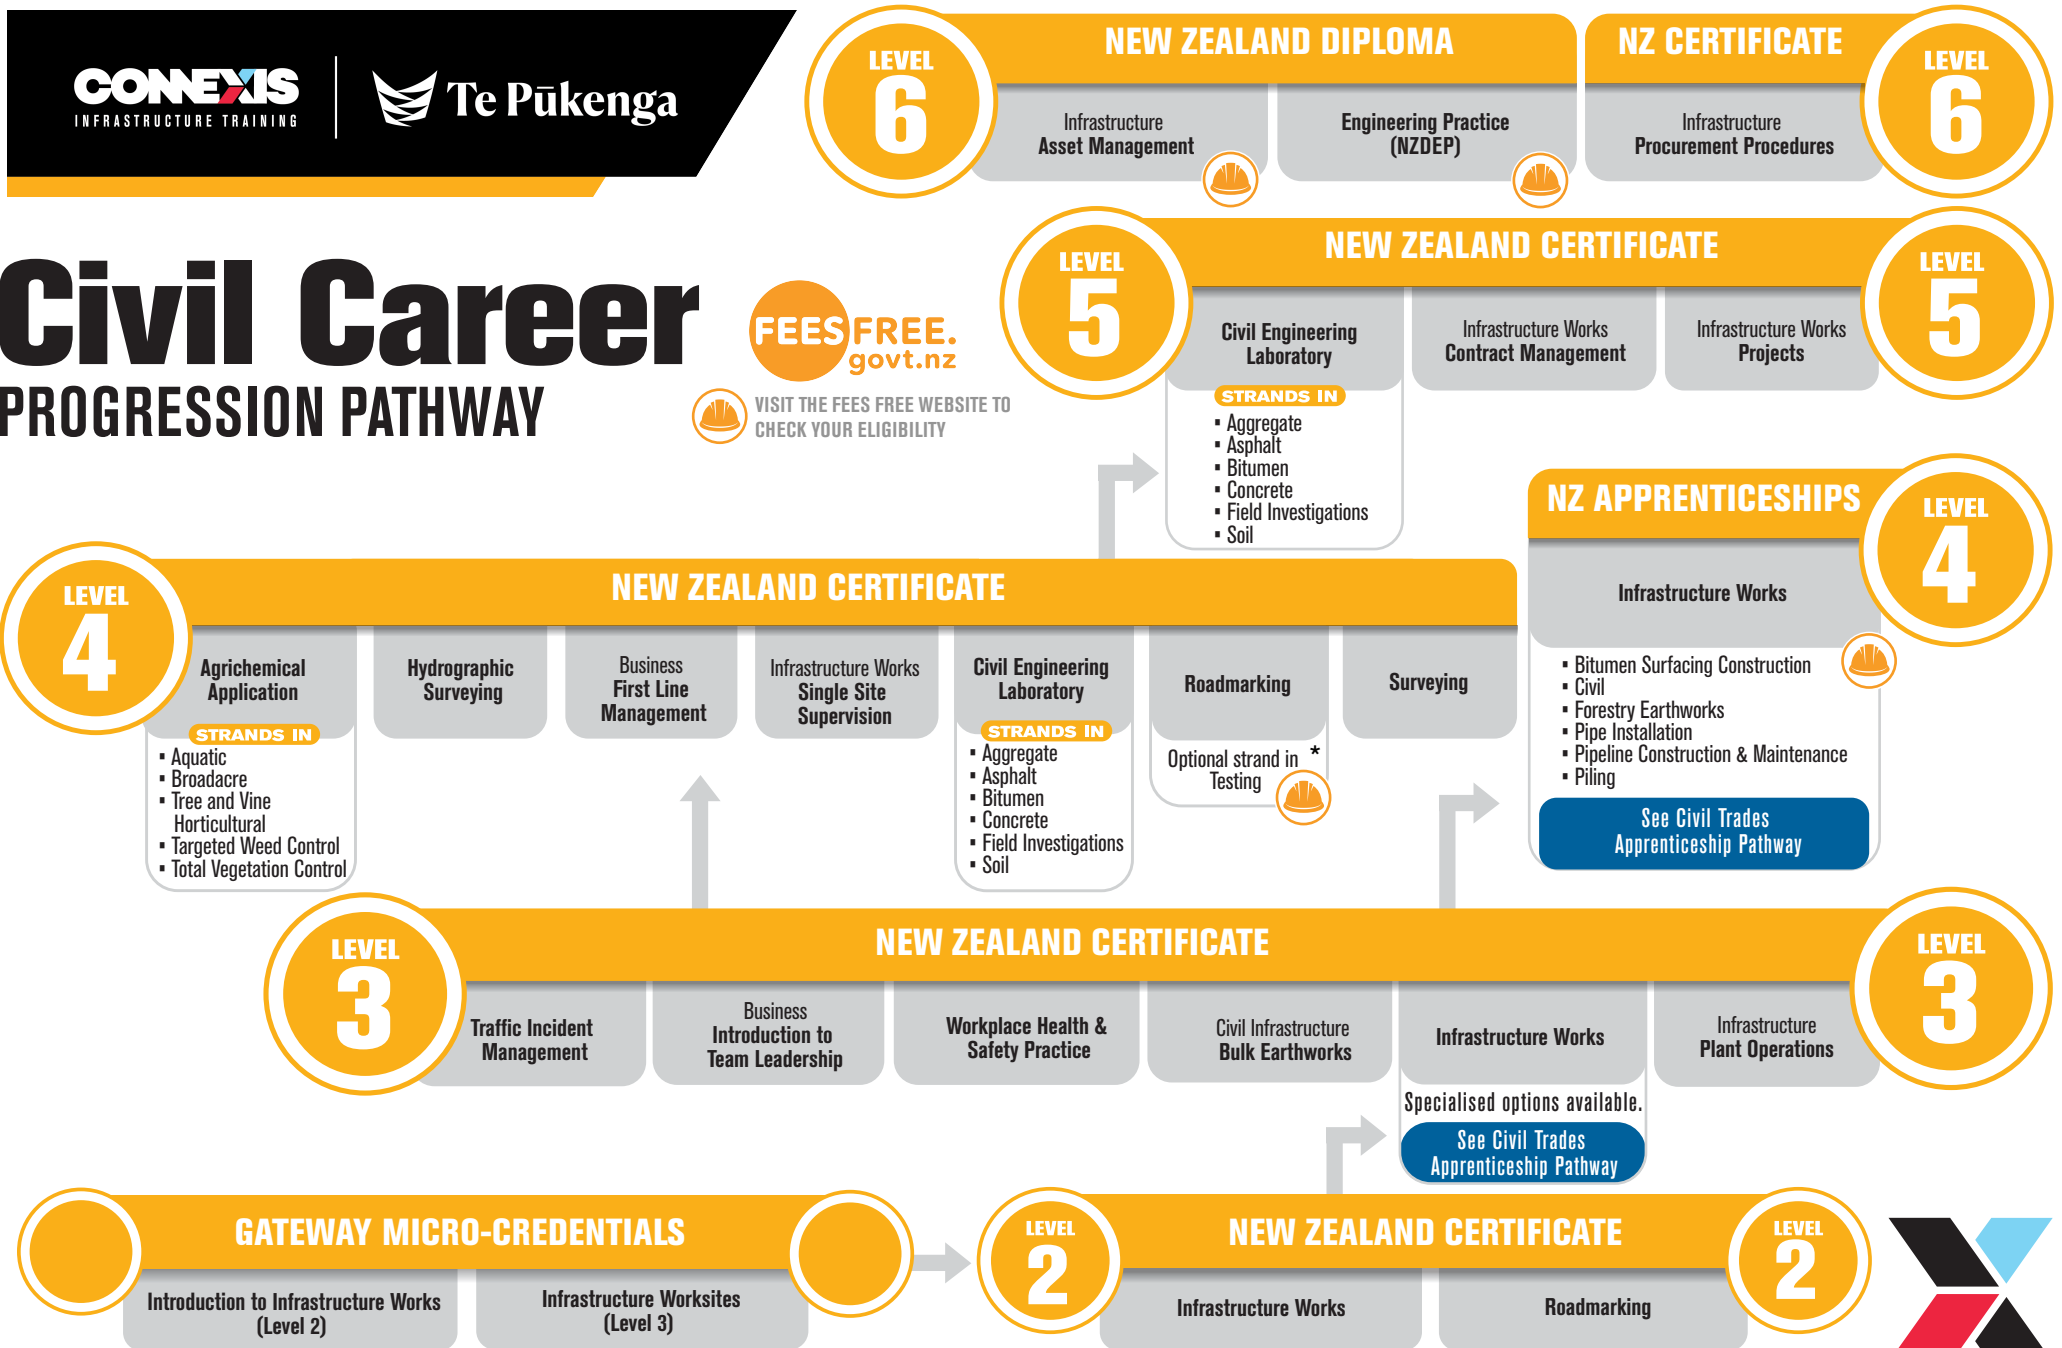 CONNEXIS
INFRASTRUCTURE TRAINING
Te Pūkenga
Civil Career
PROGRESSION PATHWAY
FEES FREE.
govt.nz
VISIT THE FEES FREE WEBSITE TO
CHECK YOUR ELIGIBILITY
LEVEL
6
NEW ZEALAND DIPLOMA
Infrastructure
Asset Management
Engineering Practice
(NZDEP)
NZ CERTIFICATE
Infrastructure
Procurement Procedures
LEVEL
6
LEVEL
5
NEW ZEALAND CERTIFICATE
LEVEL
5
Civil Engineering
Laboratory
STRANDS IN
▪ Aggregate
▪ Asphalt
▪ Bitumen
▪ Concrete
▪ Field Investigations
▪ Soil
Infrastructure Works
Contract Management
Infrastructure Works
Projects
NZ APPRENTICESHIPS
LEVEL
4
Infrastructure Works
▪ Bitumen Surfacing Construction
▪ Civil
▪ Forestry Earthworks
▪ Pipe Installation
▪ Pipeline Construction & Maintenance
▪ Piling
See Civil Trades
Apprenticeship Pathway
LEVEL
4
NEW ZEALAND CERTIFICATE
Agrichemical
Application
STRANDS IN
▪ Aquatic
▪ Broadacre
▪ Tree and Vine
Horticultural
▪ Targeted Weed Control
▪ Total Vegetation Control
Hydrographic
Surveying
Business
First Line
Management
Infrastructure Works
Single Site
Supervision
Civil Engineering
Laboratory
STRANDS IN
▪ Aggregate
▪ Asphalt
▪ Bitumen
▪ Concrete
▪ Field Investigations
▪ Soil
Roadmarking
Optional strand in *
Testing
Surveying
LEVEL
3
NEW ZEALAND CERTIFICATE
LEVEL
3
Traffic Incident
Management
Business
Introduction to
Team Leadership
Workplace Health &
Safety Practice
Civil Infrastructure
Bulk Earthworks
Infrastructure Works
Specialised options available.
See Civil Trades
Apprenticeship Pathway
Infrastructure
Plant Operations
GATEWAY MICRO-CREDENTIALS
Introduction to Infrastructure Works
(Level 2)
Infrastructure Worksites
(Level 3)
LEVEL
2
NEW ZEALAND CERTIFICATE
LEVEL
2
Infrastructure Works
Roadmarking